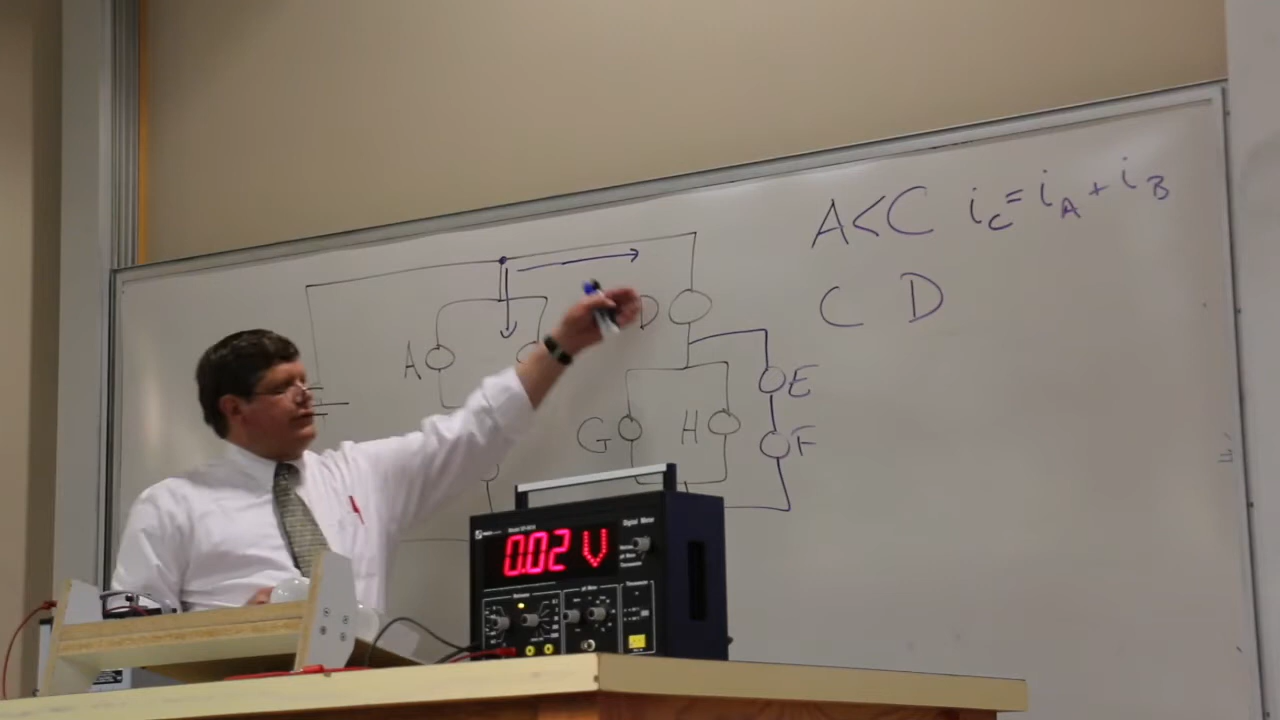 A<C i_C = i_A + i_B
C D
D
A
E
G H F
Digital Meter
0.02 V